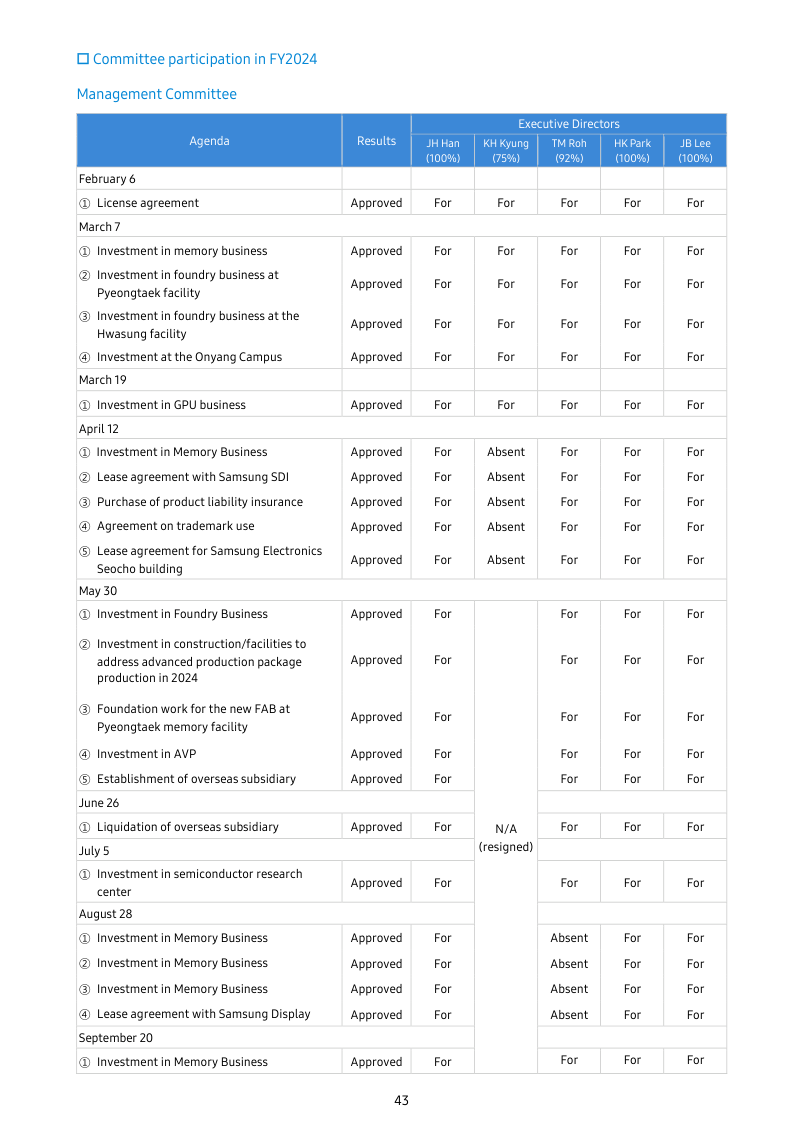 □ Committee participation in FY2024
Management Committee
Agenda Results Executive Directors
JH Han (100%) KH Kyung (75%) TM Roh (92%) HK Park (100%) JB Lee (100%)
February 6
① License agreement Approved For For For For For
March 7
① Investment in memory business Approved For For For For For
② Investment in foundry business at
Pyeongtaek facility Approved For For For For For
③ Investment in foundry business at the
Hwasung facility Approved For For For For For
④ Investment at the Onyang Campus Approved For For For For For
March 19
① Investment in GPU business Approved For For For For For
April 12
① Investment in Memory Business Approved For Absent For For For
② Lease agreement with Samsung SDI Approved For Absent For For For
③ Purchase of product liability insurance Approved For Absent For For For
④ Agreement on trademark use Approved For Absent For For For
⑤ Lease agreement for Samsung Electronics
Seocho building Approved For Absent For For For
May 30
① Investment in Foundry Business Approved For For For For
② Investment in construction/facilities to
address advanced production package
production in 2024 Approved For For For For
③ Foundation work for the new FAB at
Pyeongtaek memory facility Approved For For For For
④ Investment in AVP Approved For For For For
⑤ Establishment of overseas subsidiary Approved For For For For
June 26
① Liquidation of overseas subsidiary Approved For N/A For For For
(resigned)
July 5
① Investment in semiconductor research
center Approved For For For For
August 28
① Investment in Memory Business Approved For Absent For For
② Investment in Memory Business Approved For Absent For For
③ Investment in Memory Business Approved For Absent For For
④ Lease agreement with Samsung Display Approved For Absent For For
September 20
① Investment in Memory Business Approved For For For For
43